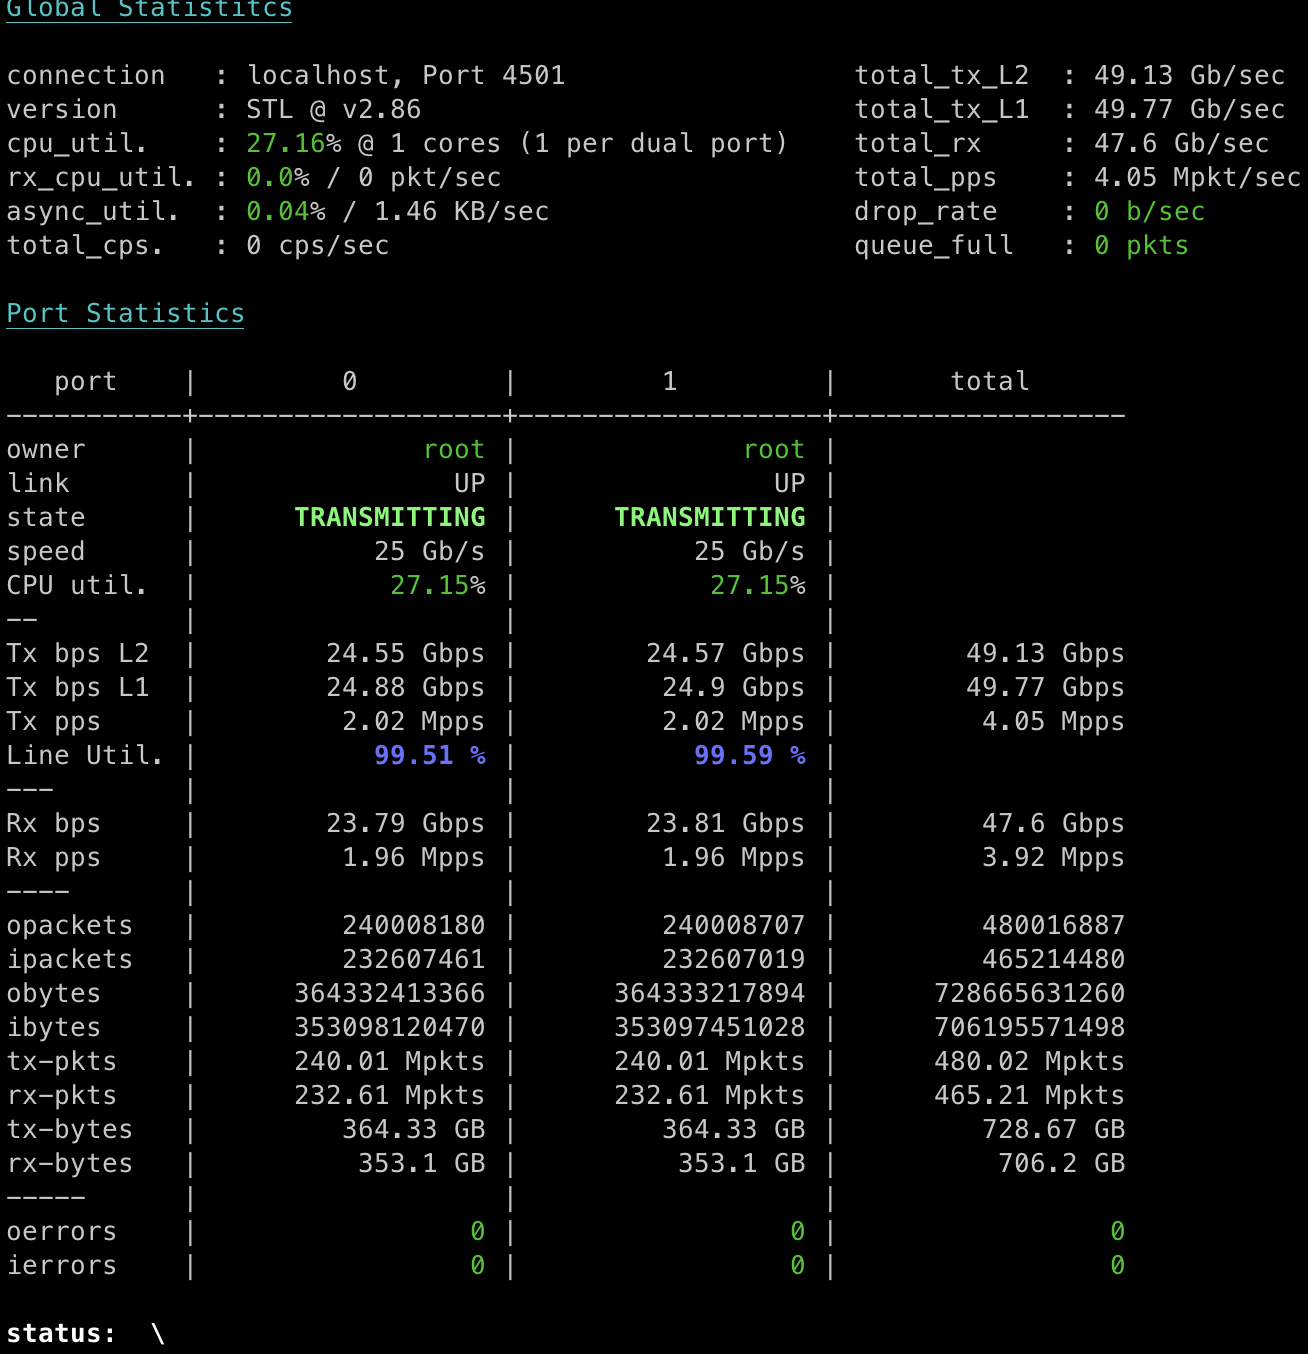 Global Statistitcs
connection   : localhost, Port 4501                  total_tx_L2  : 49.13 Gb/sec
version      : STL @ v2.86                           total_tx_L1  : 49.77 Gb/sec
cpu_util.    : 27.16% @ 1 cores (1 per dual port)    total_rx     : 47.6 Gb/sec
rx_cpu_util. : 0.0% / 0 pkt/sec                      total_pps    : 4.05 Mpkt/sec
async_util.  : 0.04% / 1.46 KB/sec                   drop_rate    : 0 b/sec
total_cps.   : 0 cps/sec                             queue_full   : 0 pkts
Port Statistics
   port    |         0         |         1         |       total
-----------+-------------------+-------------------+------------------
owner      |              root |              root |
link       |                UP |                UP |
state      |      TRANSMITTING |      TRANSMITTING |
speed      |           25 Gb/s |           25 Gb/s |
CPU util.  |            27.15% |            27.15% |
--         |                   |                   |
Tx bps L2  |        24.55 Gbps |        24.57 Gbps |        49.13 Gbps
Tx bps L1  |        24.88 Gbps |         24.9 Gbps |        49.77 Gbps
Tx pps     |         2.02 Mpps |         2.02 Mpps |         4.05 Mpps
Line Util. |           99.51 % |           99.59 % |
---        |                   |                   |
Rx bps     |        23.79 Gbps |        23.81 Gbps |         47.6 Gbps
Rx pps     |         1.96 Mpps |         1.96 Mpps |         3.92 Mpps
----       |                   |                   |
opackets   |         240008180 |         240008707 |         480016887
ipackets   |         232607461 |         232607019 |         465214480
obytes     |      364332413366 |      364333217894 |      728665631260
ibytes     |      353098120470 |      353097451028 |      706195571498
tx-pkts    |      240.01 Mpkts |      240.01 Mpkts |      480.02 Mpkts
rx-pkts    |      232.61 Mpkts |      232.61 Mpkts |      465.21 Mpkts
tx-bytes   |         364.33 GB |         364.33 GB |         728.67 GB
rx-bytes   |          353.1 GB |          353.1 GB |          706.2 GB
-----      |                   |                   |
oerrors    |                 0 |                 0 |                 0
ierrors    |                 0 |                 0 |                 0
status:  \